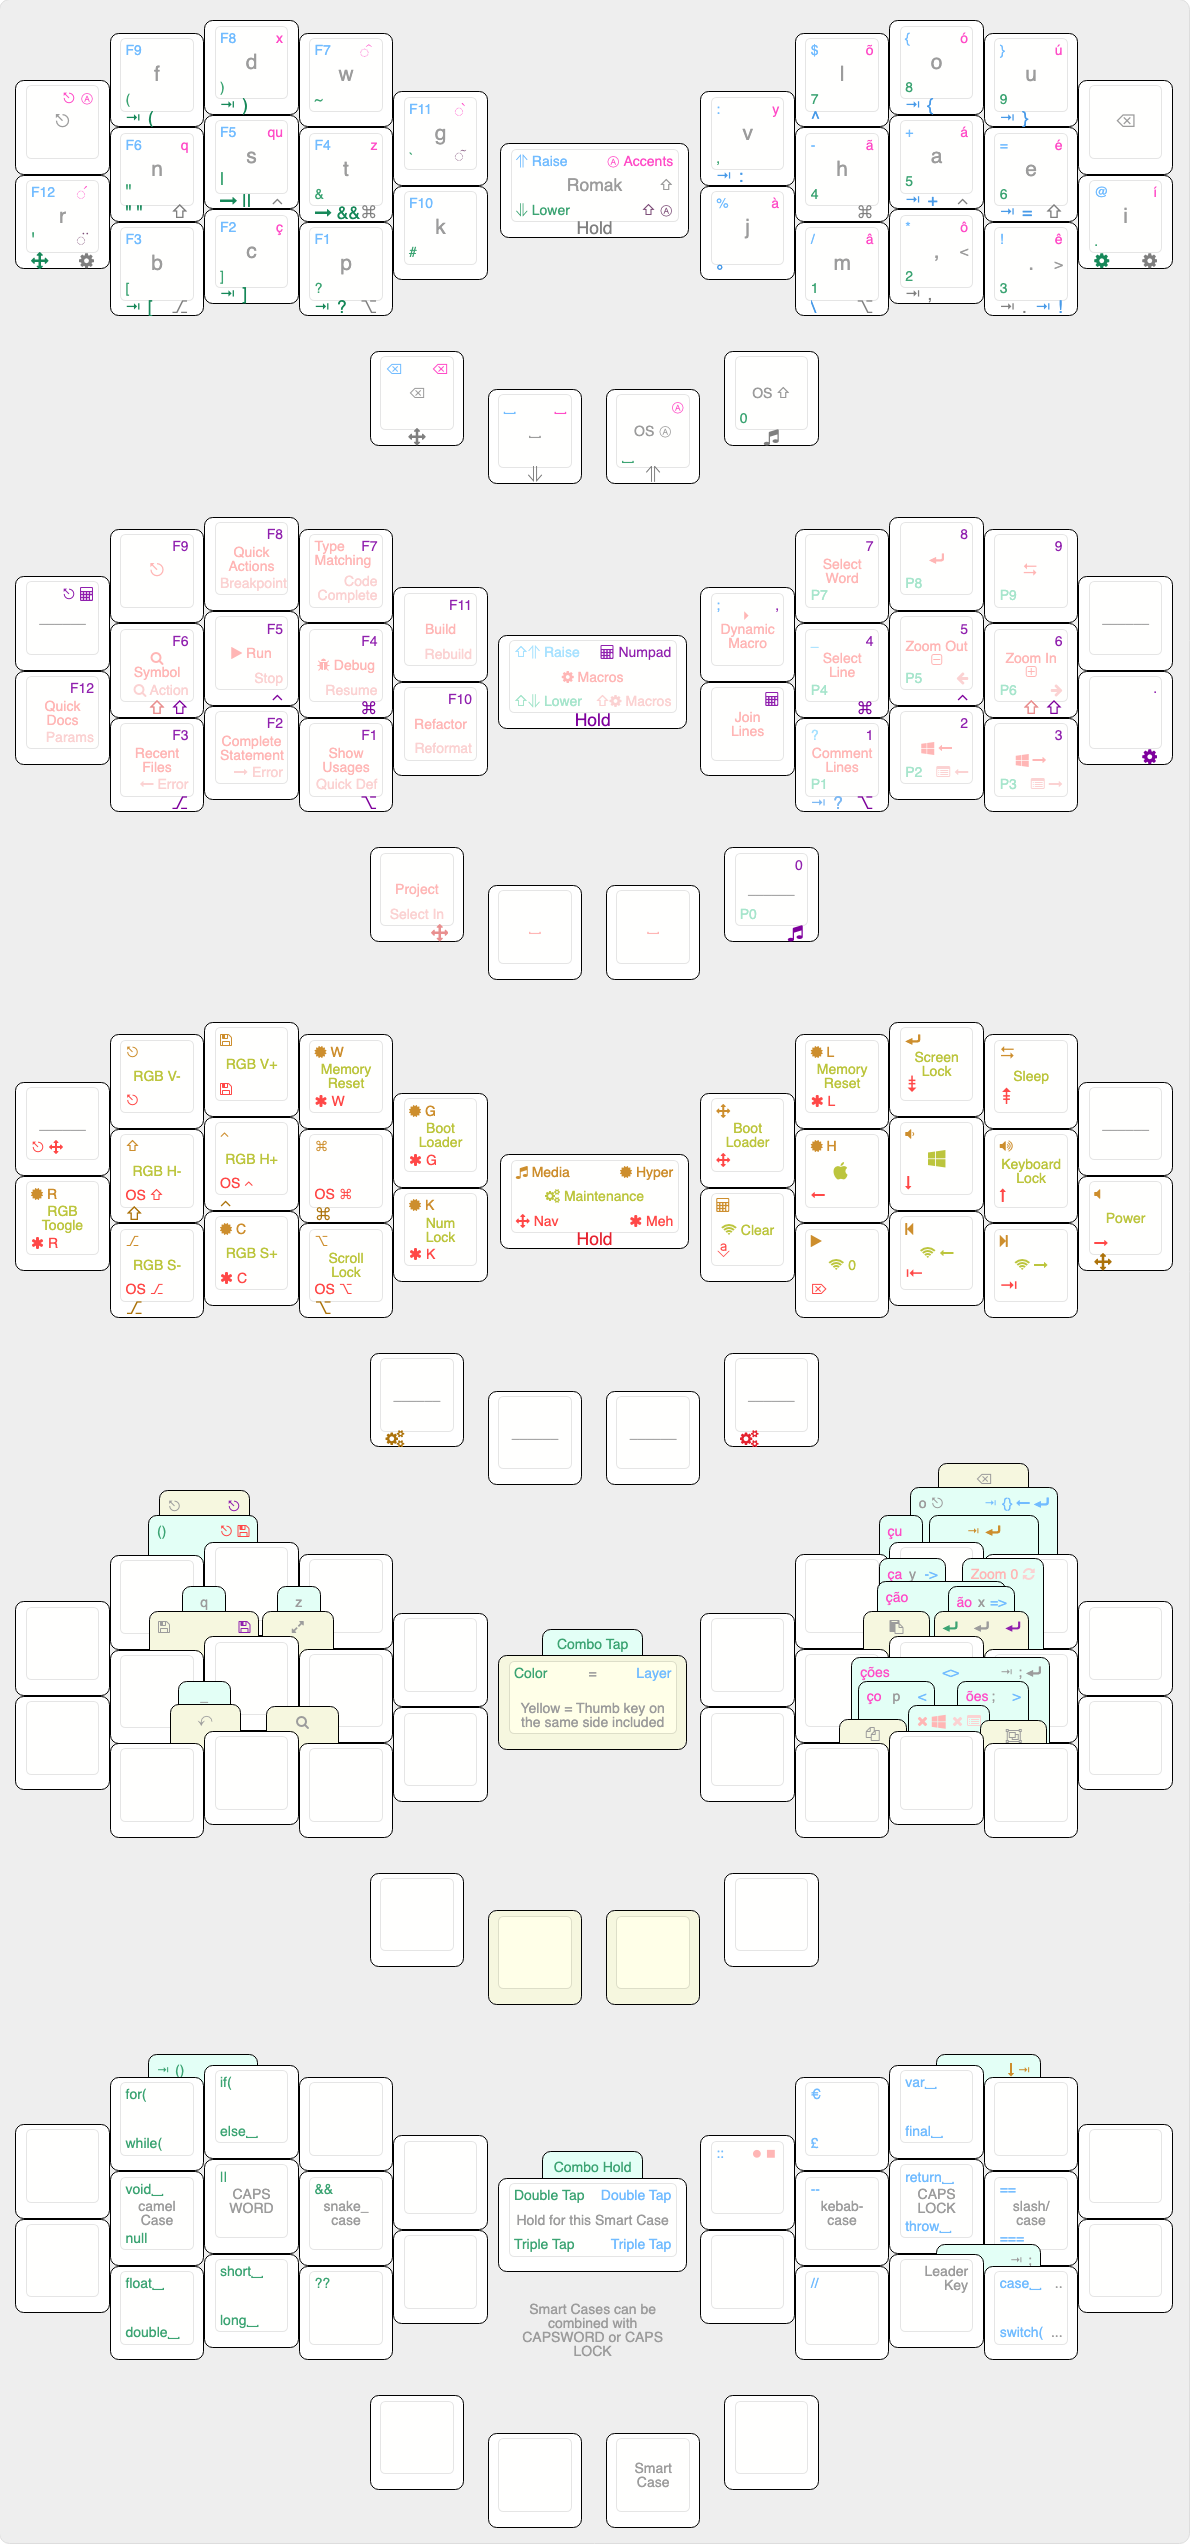 F9 f (
⇥ (
F8 x d )
⇥ )
F7 ◌̂ w ~
F11 ◌̀ g ` ◌̃
Ⓐ
F6 q n "
" " ⇧
F5 qu s |
→ || ^
F4 z t &
→ && ⌘
F12 ◌́ r ' ◌̈
F10 k #
F3 b [
⇥ [
F2 ç c ]
⇥ ]
F1 p ?
⇥ ? ⌥
Raise Ⓐ Accents
Romak ⇧
Lower ⇧ Ⓐ
Hold
$ õ l 7
^
{ ó o 8
⇥ {
} ú u 9
⇥ }
⌫
: y v ,
⇥ :
- ã h 4
⌘
+ á a 5
⇥ + ^
= é e 6
⇥ = ⇧
@ í i .
% à j
°
/ â m 1
\ ⌥
* ô , < 2
⇥ ,
! ê . > 3
⇥ . ⇥ !
⌫ ⌫
⌫
⎵ ⎵
⎵
Ⓐ
OS Ⓐ
⎵
OS ⇧
0
F9
F8
Quick
Actions
Breakpoint
Type F7
Matching
Code
Complete
F11
Build
Rebuild
F6
Symbol
Action
F5
Run
Stop
^
F4
Debug
Resume
⌘
F12
Quick
Docs
Params
F10
Refactor
Reformat
F3
Recent
Files
← Error
F2
Complete
Statement
→ Error
F1
Show
Usages
Quick Def
⌥
Raise Numpad
Macros
Lower Macros
Hold
7
Select
Word
P7
8
P8
9
P9
; ,
Dynamic
Macro
_ 4
Select
Line
P4
⌘
5
Zoom Out
P5 ←
^
6
Zoom In
P6 →
⇧ ⇧
.
Join
Lines
? 1
Comment
Lines
P1
⇥ ? ⌥
2
←
P2 ←
3
→
P3 →
Project
Select In
⎵
⎵
0
P0
RGB V-
RGB V+
W
Memory
Reset
W
G
Boot
Loader
G
⇧
RGB H-
OS ⇧
⇧
^
RGB H+
OS ^
^
⌘
OS ⌘
⌘
R
RGB
Toogle
R
K
Num
Lock
K
RGB S-
OS
C
RGB S+
C
⌥
Scroll
Lock
OS ⌥
⌥
Media Hyper
Maintenance
Nav Meh
Hold
L
Memory
Reset
L
Screen
Lock
Sleep
Boot
Loader
H
←
↓
Keyboard
Lock
↑
Power
→
Clear
a
0
←
→
()
q z
_
Combo Tap
Color = Layer
Yellow = Thumb key on
the same side included
⌫
o ⇥ {} ←
çu ⇥
ça y -> Zoom 0
ção ão x =>
ções <> ⇥ ;
ço p < ões ; >
⇥ ()
for(
while(
if(
else⎵
void⎵
camel
Case
null
||
CAPS
WORD
&&
snake_
case
float⎵
double⎵
short⎵
long⎵
??
Combo Hold
Double Tap Double Tap
Hold for this Smart Case
Triple Tap Triple Tap
Smart Cases can be
combined with
CAPSWORD or CAPS
LOCK
↓ ⇥
€
£
var⎵
final⎵
::
--
kebab-
case
return⎵
CAPS
LOCK
throw⎵
==
slash/
case
===
⇥ ;
//
Leader
Key
case⎵ ..
switch( ...
Smart
Case